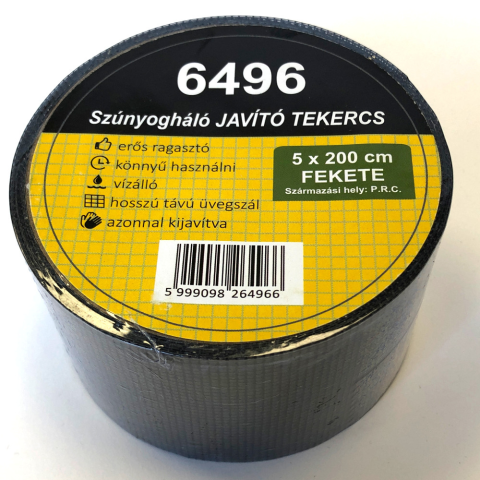 6496
Szúnyogháló JAVÍTÓ TEKERCS
erős ragasztó
könnyű használni
vízálló
hosszú távú üvegszál
azonnal kijavítva
5 x 200 cm
FEKETE
Származási hely: P.R.C.
5 999098 264966